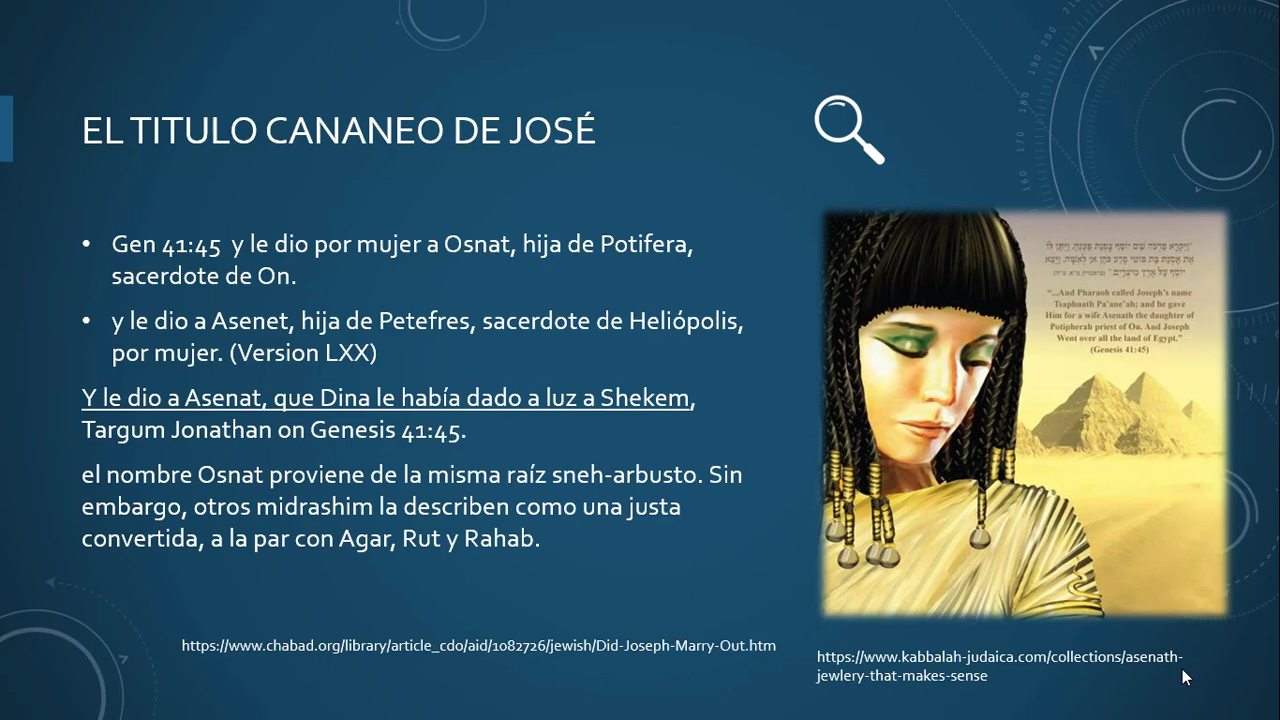 EL TITULO CANANEO DE JOSÉ
• Gen 41:45 y le dio por mujer a Osnat, hija de Potifera,
sacerdote de On.
• y le dio a Asenet, hija de Petefres, sacerdote de Heliópolis,
por mujer. (Version LXX)
Y le dio a Asenat, que Dina le había dado a luz a Shekem,
Targum Jonathan on Genesis 41:45.
el nombre Osnat proviene de la misma raíz sneh-arbusto. Sin
embargo, otros midrashim la describen como una justa
convertida, a la par con Agar, Rut y Rahab.
https://www.chabad.org/library/article_cdo/aid/1082726/jewish/Did-Joseph-Marry-Out.htm
"...And Pharaoh called Joseph's name
Tsaphnath Pa'ane'ah; and he gave
Him for a wife Asenath the daughter of
Potipherah priest of On. And Joseph
Went over all the land of Egypt."
(Genesis 41:45)
https://www.kabbalah-judaica.com/collections/asenath-
jewlery-that-makes-sense
200
190
180
170
160